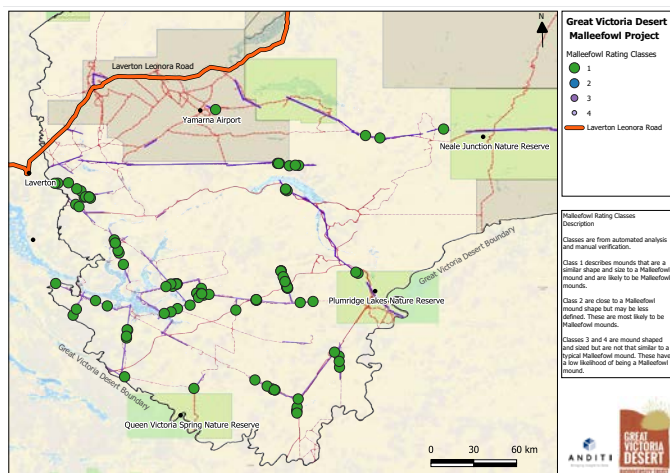 Great Victoria Desert
Malleefowl Project
Malleefowl Rating Classes
1
2
3
4
Laverton Leonora Road
N
Laverton Leonora Road
Yamarna Airport
Neale Junction Nature Reserve
Laverton
Great Victoria Desert Boundary
Plumridge Lakes Nature Reserve
Great Victoria Desert Boundary
Queen Victoria Spring Nature Reserve
0 30 60 km
Malleefowl Rating Classes
Description
Classes are from automated analysis
and manual verification.
Class 1 describes mounds that are a
similar shape and size to a Malleefowl
mound and are likely to be Malleefowl
mounds.
Class 2 are close to a Malleefowl
mound shape but may be less
defined. These are most likely to be
Malleefowl mounds.
Classes 3 and 4 are mound shaped
and sized but are not that similar to a
typical Malleefowl mound. These have
a low likelihood of being a Malleefowl
mound.
ANDITI
GREAT
VICTORIA
DESERT